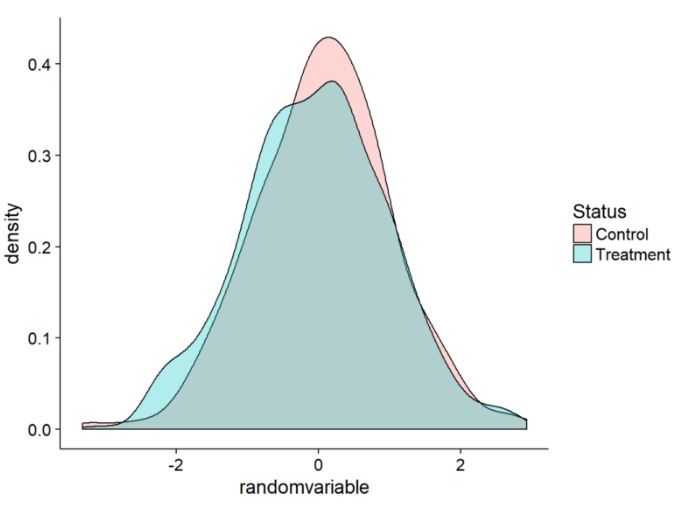 0.4
0.3
0.2
0.1
0.0
density
-2
0
2
randomvariable
Status
Control
Treatment